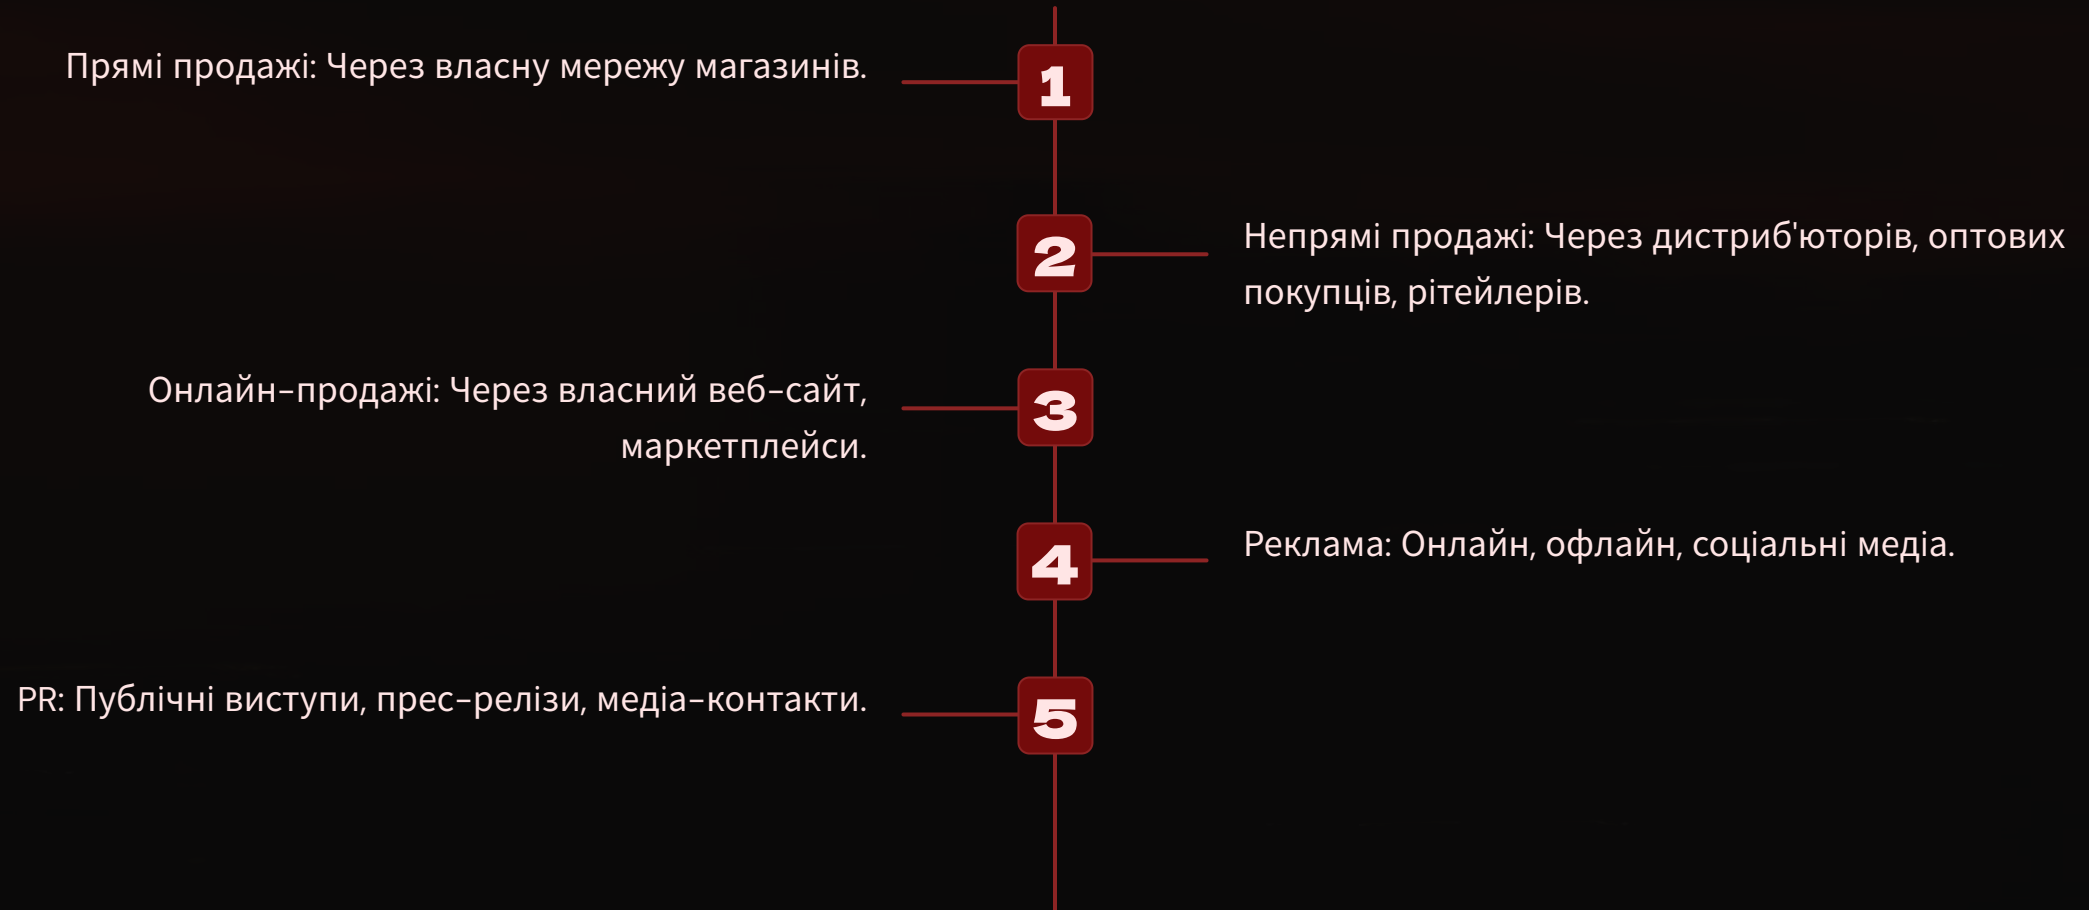 Прямі продажі: Через власну мережу магазинів.
1
2
Непрямі продажі: Через дистриб'юторів, оптових
покупців, рітейлерів.
Онлайн-продажі: Через власний веб-сайт,
маркетплейси.
3
4
Реклама: Онлайн, офлайн, соціальні медіа.
PR: Публічні виступи, прес-релізи, медіа-контакти.
5